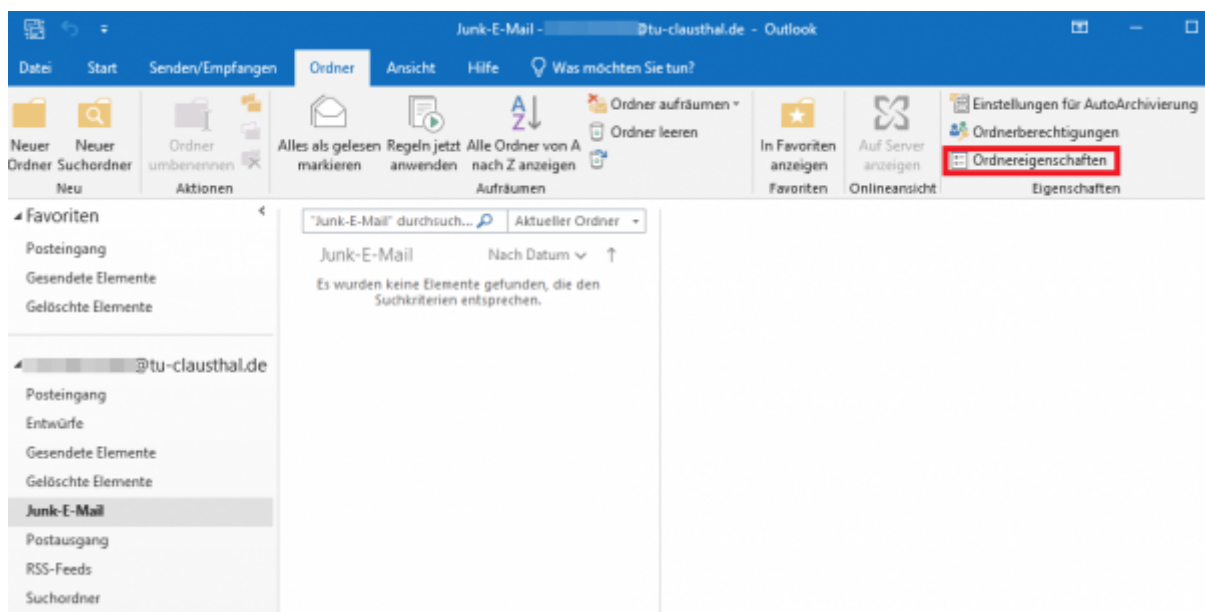 Junk-E-Mail - @tu-clausthal.de - Outlook
Datei Start Senden/Empfangen Ordner Ansicht Hilfe Was möchten Sie tun?
Neuer Ordner
Neuer Suchordner
Neu
Ordner umbenennen
Aktionen
Alles als gelesen markieren
Regeln jetzt anwenden
Alle Ordner von A nach Z anzeigen
Ordner aufräumen
Ordner leeren
Aufräumen
In Favoriten anzeigen
Favoriten
Auf Server anzeigen
Onlineansicht
Einstellungen für AutoArchivierung
Ordnerberechtigungen
Ordnereigenschaften
Eigenschaften
Favoriten
Posteingang
Gesendete Elemente
Gelöschte Elemente
@tu-clausthal.de
Posteingang
Entwürfe
Gesendete Elemente
Gelöschte Elemente
Junk-E-Mail
Postausgang
RSS-Feeds
Suchordner
"Junk-E-Mail" durchsuch... Aktueller Ordner
Junk-E-Mail Nach Datum
Es wurden keine Elemente gefunden, die den
Suchkriterien entsprechen.